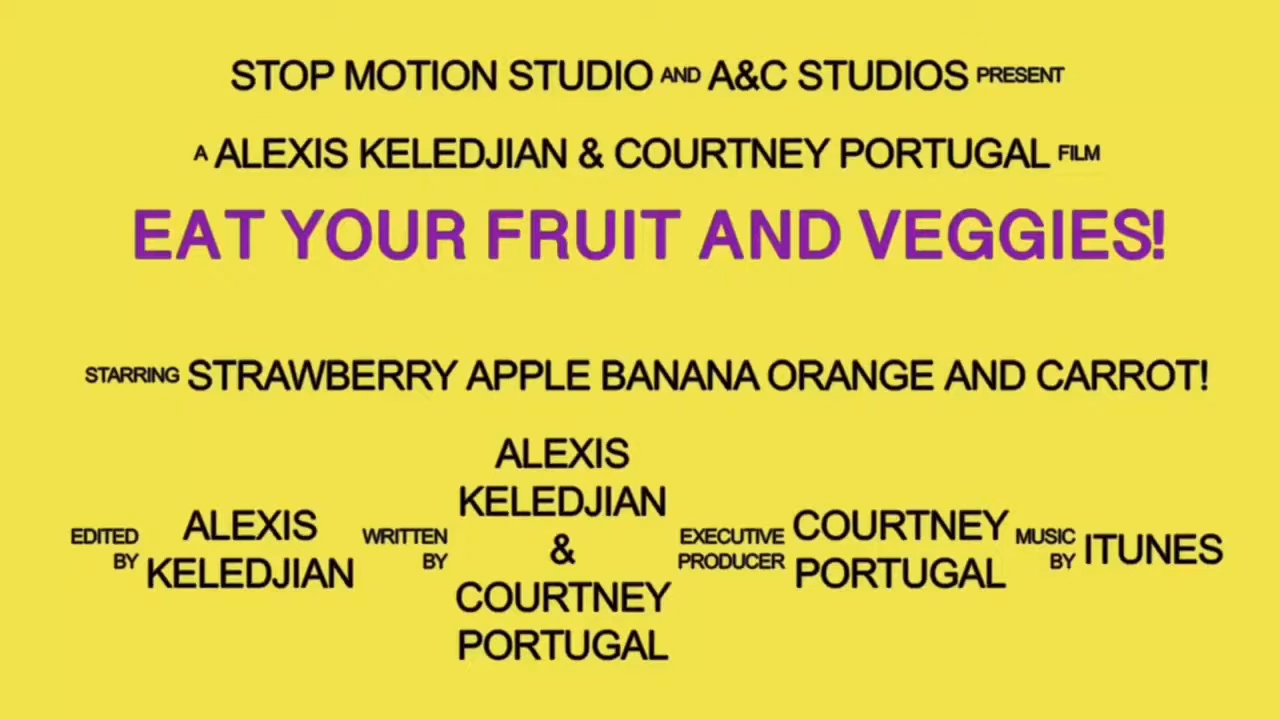 STOP MOTION STUDIO AND A&C STUDIOS PRESENT
A ALEXIS KELEDJIAN & COURTNEY PORTUGAL FILM
EAT YOUR FRUIT AND VEGGIES!
STARRING STRAWBERRY APPLE BANANA ORANGE AND CARROT!
EDITED
BY
ALEXIS
KELEDJIAN
WRITTEN
BY
ALEXIS
KELEDJIAN
&
COURTNEY
PORTUGAL
EXECUTIVE
PRODUCER
COURTNEY
PORTUGAL
MUSIC
BY
ITUNES